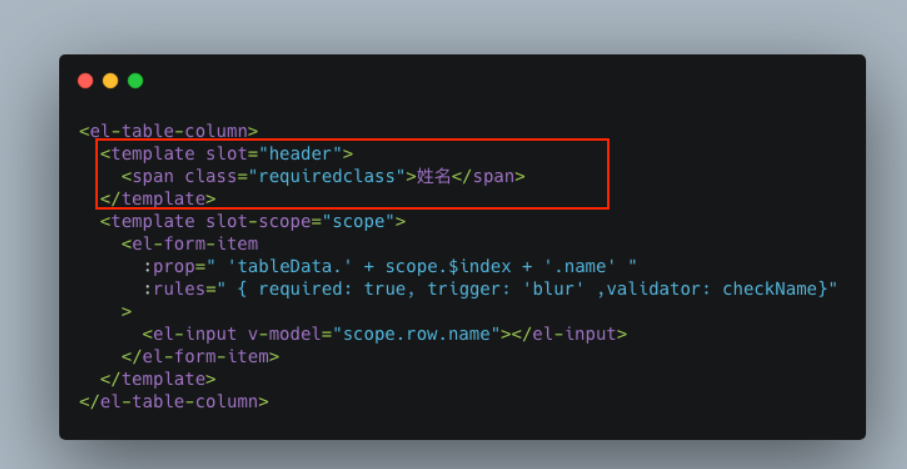 <el-table-column>
<template slot="header">
<span class="requiredclass">姓名</span>
</template>
<template slot-scope="scope">
<el-form-item
:prop=" 'tableData.' + scope.$index + '.name' "
:rules=" { required: true, trigger: 'blur' ,validator: checkName}"
>
<el-input v-model="scope.row.name"></el-input>
</el-form-item>
</template>
</el-table-column>